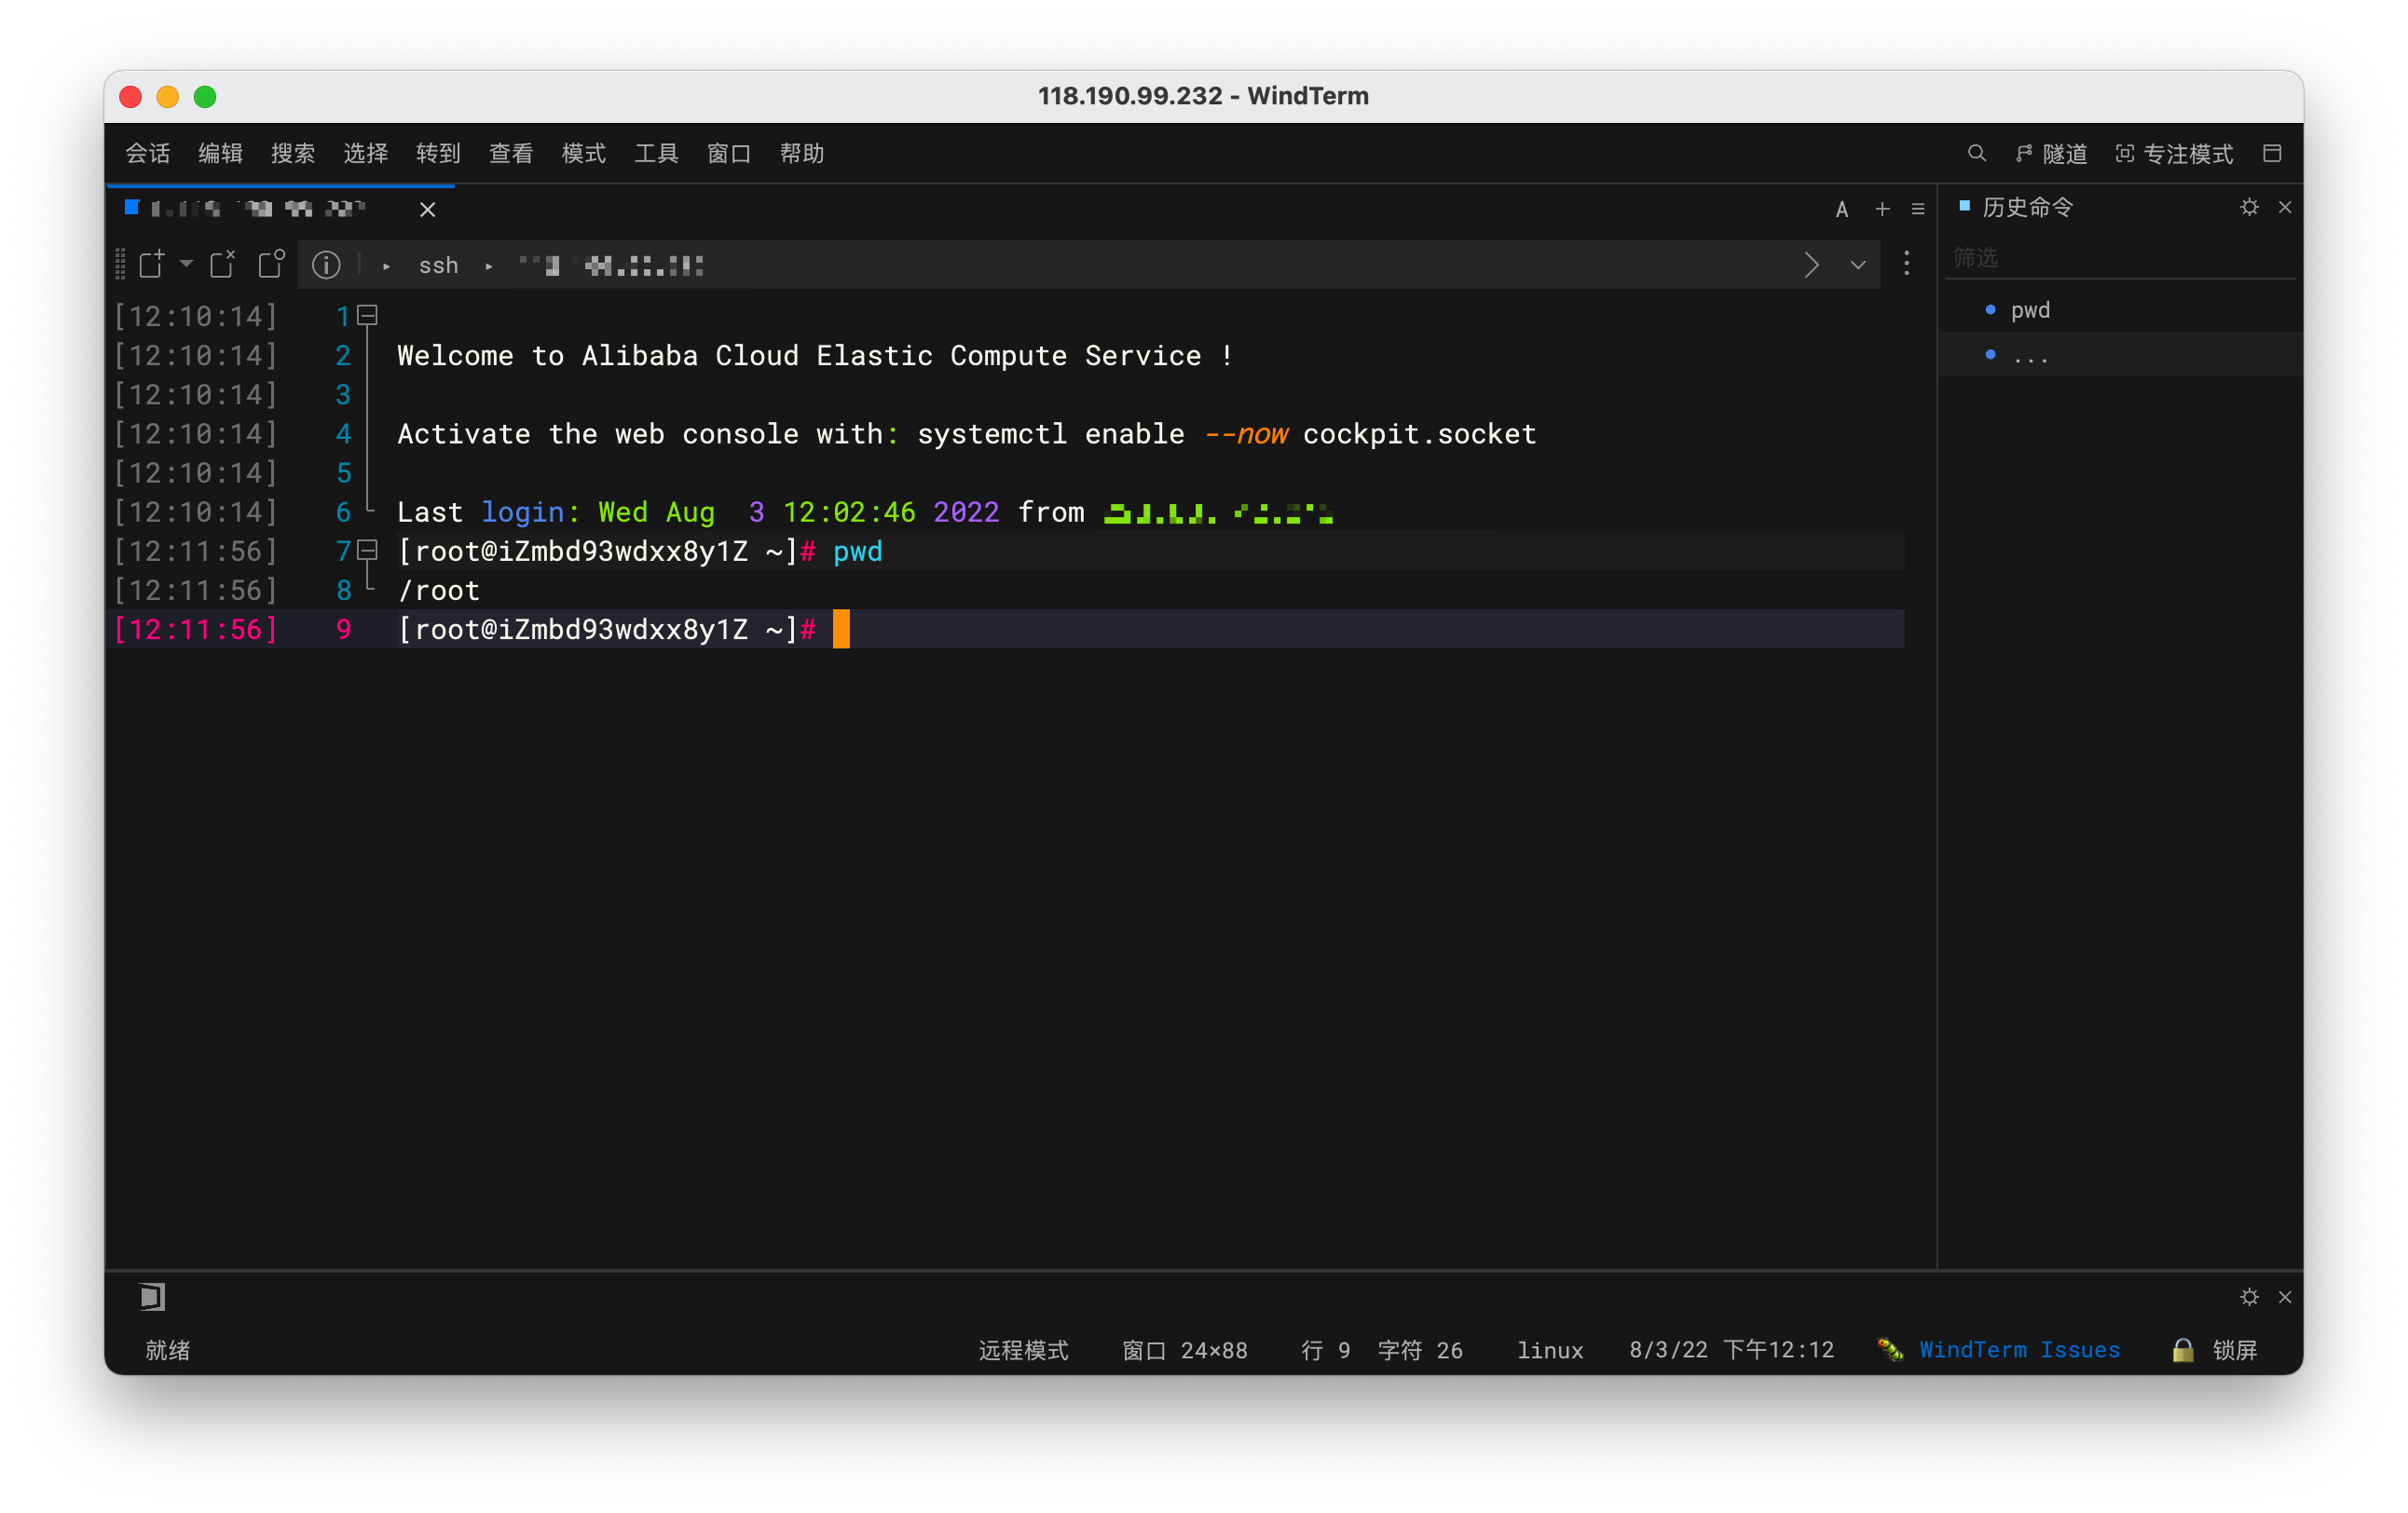 118.190.99.232 - WindTerm
会话 编辑 搜索 选择 转到 查看 模式 工具 窗口 帮助 隧道 专注模式
A
历史命令
ssh
筛选
pwd
...
[12:10:14] 1
[12:10:14] 2 Welcome to Alibaba Cloud Elastic Compute Service !
[12:10:14] 3
[12:10:14] 4 Activate the web console with: systemctl enable --now cockpit.socket
[12:10:14] 5
[12:10:14] 6 Last login: Wed Aug  3 12:02:46 2022 from
[12:11:56] 7 [root@iZmbd93wdxx8y1Z ~]# pwd
[12:11:56] 8 /root
[12:11:56] 9 [root@iZmbd93wdxx8y1Z ~]#
就绪 远程模式 窗口 24×88 行 9 字符 26 linux 8/3/22 下午12:12 WindTerm Issues 锁屏